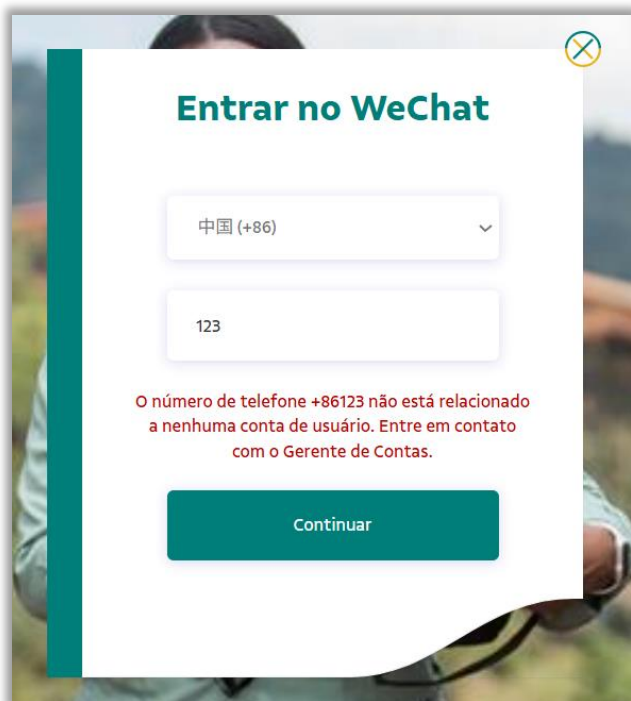 Entrar no WeChat
中国 (+86)
123
O número de telefone +86123 não está relacionado
a nenhuma conta de usuário. Entre em contato
com o Gerente de Contas.
Continuar